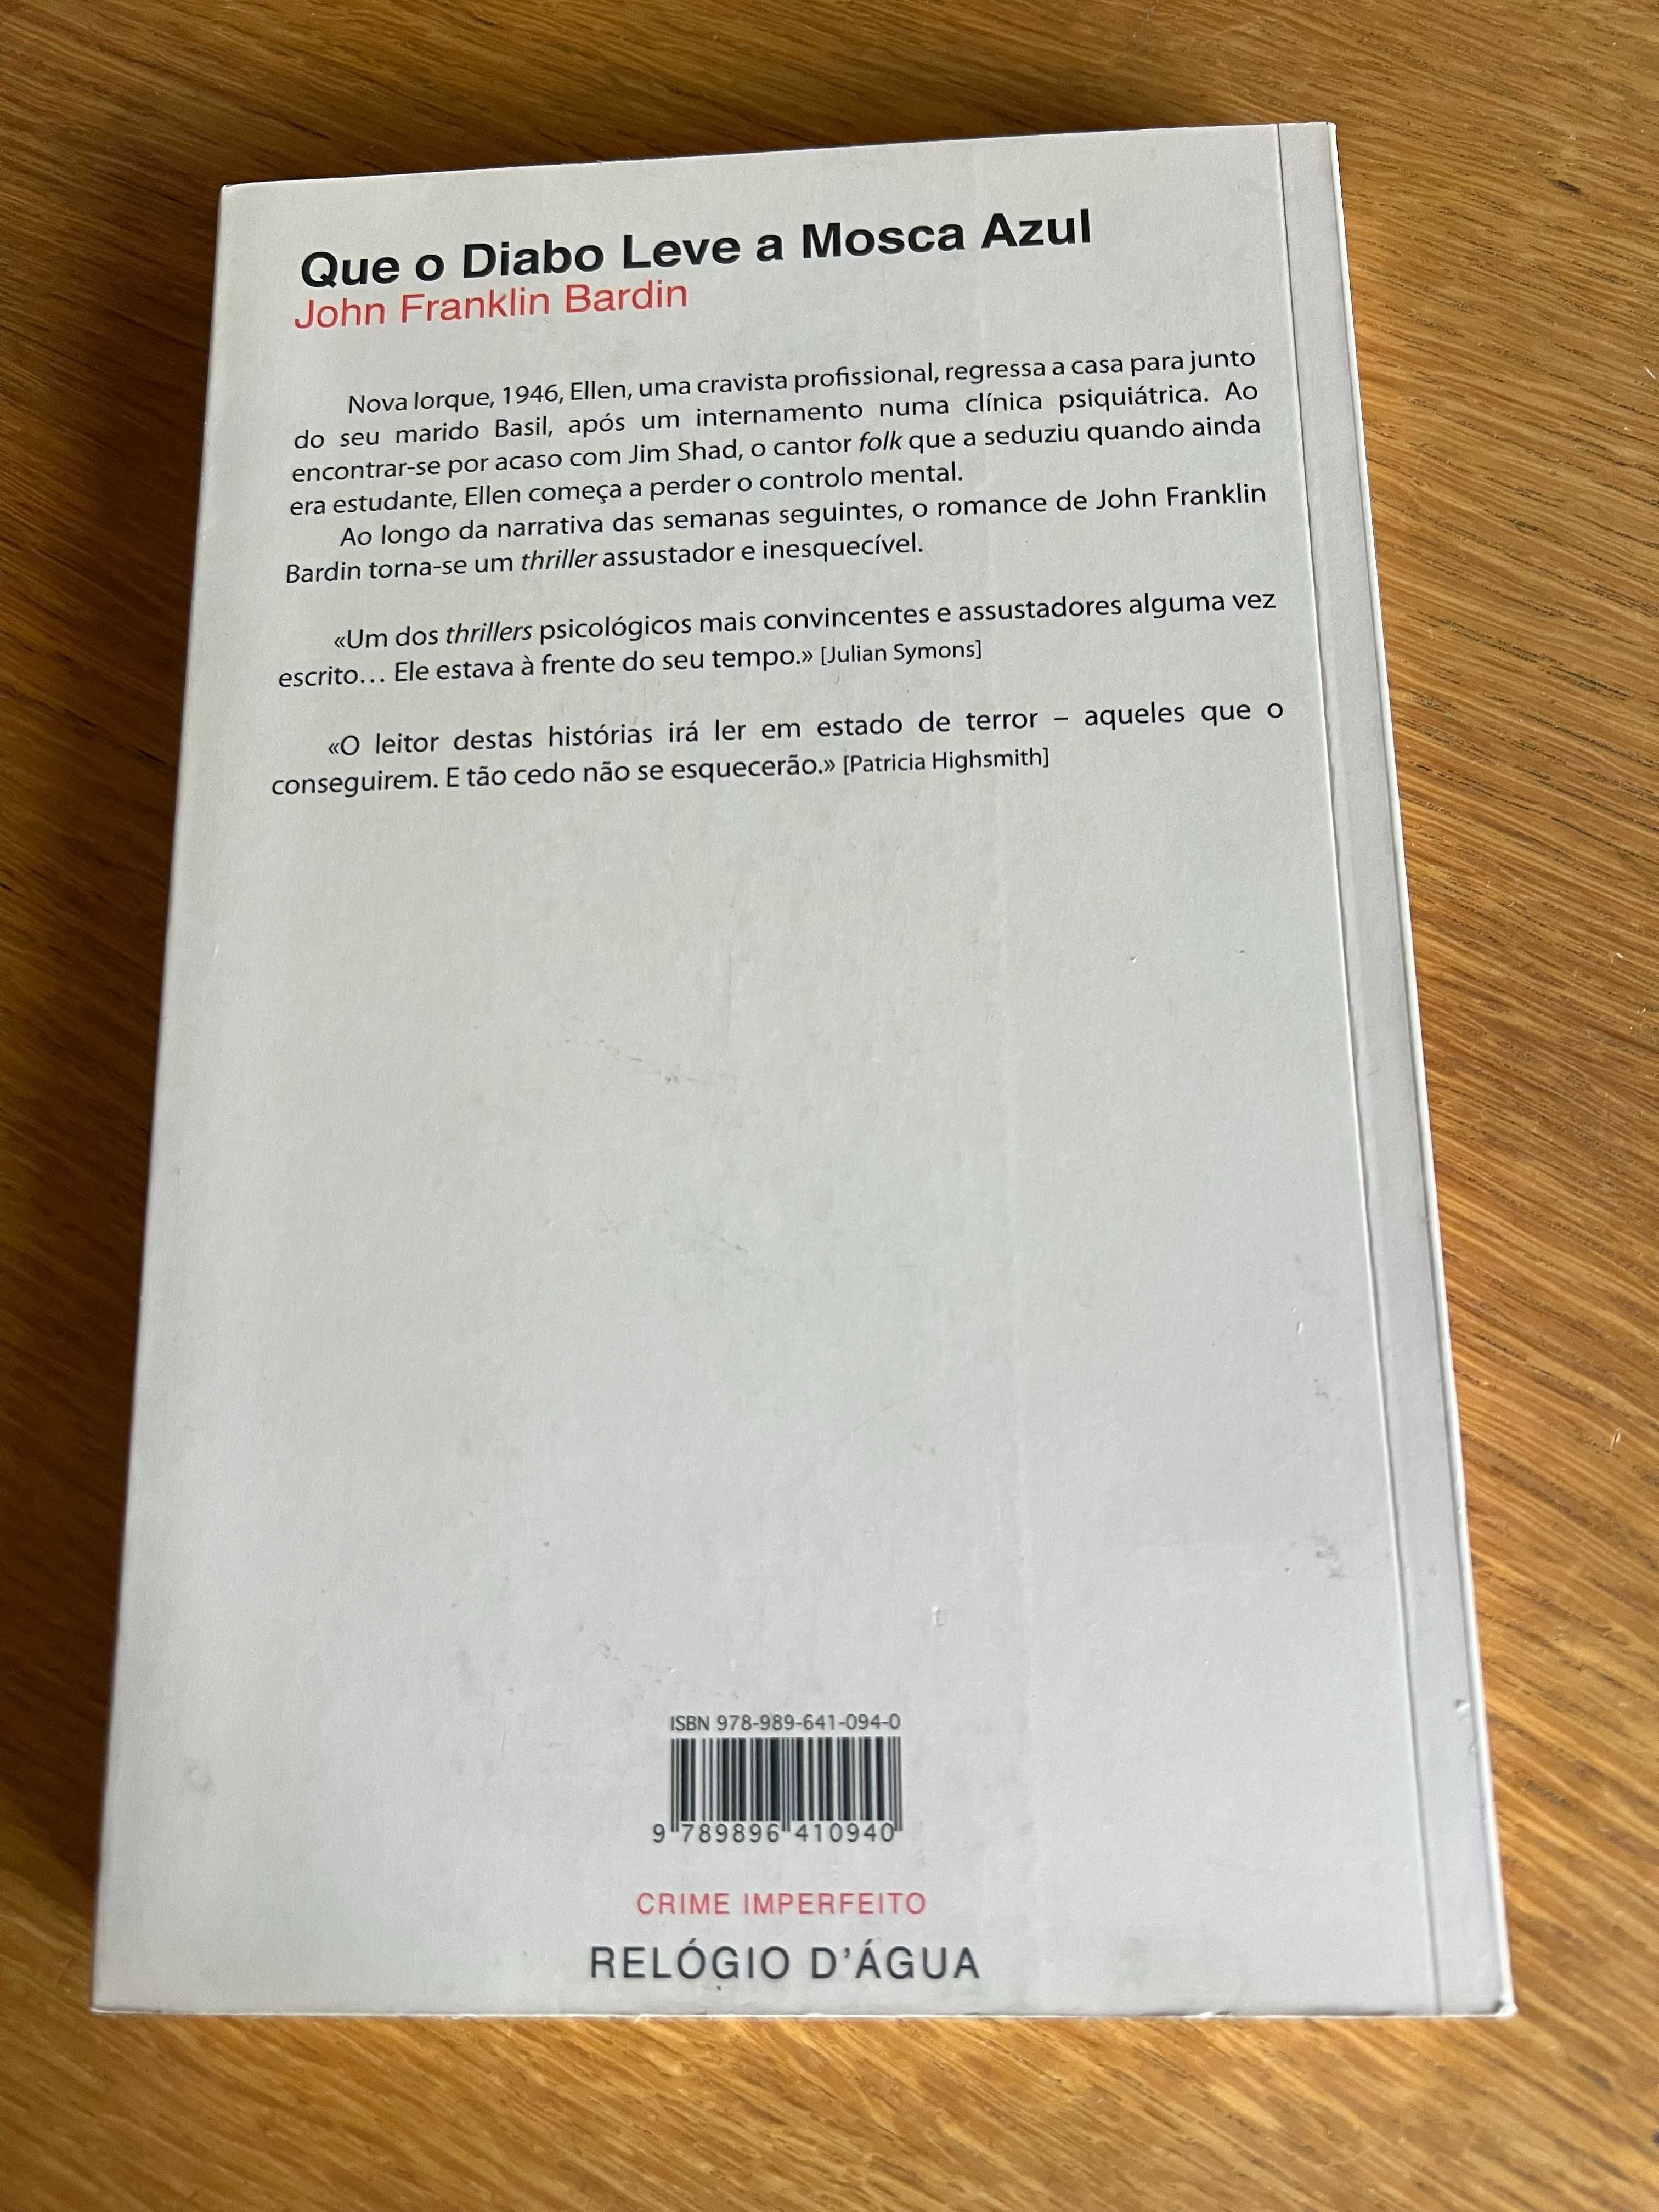 Que o Diabo Leve a Mosca Azul
John Franklin Bardin
Nova Iorque, 1946, Ellen, uma cravista profissional, regressa a casa para junto
do seu marido Basil, após um internamento numa clínica psiquiátrica. Ao
encontrar-se por acaso com Jim Shad, o cantor folk que a seduziu quando ainda
era estudante, Ellen começa a perder o controlo mental.
Ao longo da narrativa das semanas seguintes, o romance de John Franklin
Bardin torna-se um thriller assustador e inesquecível.
«Um dos thrillers psicológicos mais convincentes e assustadores alguma vez
escrito… Ele estava à frente do seu tempo.» [Julian Symons]
«O leitor destas histórias irá ler em estado de terror – aqueles que o
conseguirem. E tão cedo não se esquecerão.» [Patricia Highsmith]
ISBN 978-989-641-094-0
9 789896 410940
CRIME IMPERFEITO
RELÓGIO D'ÁGUA